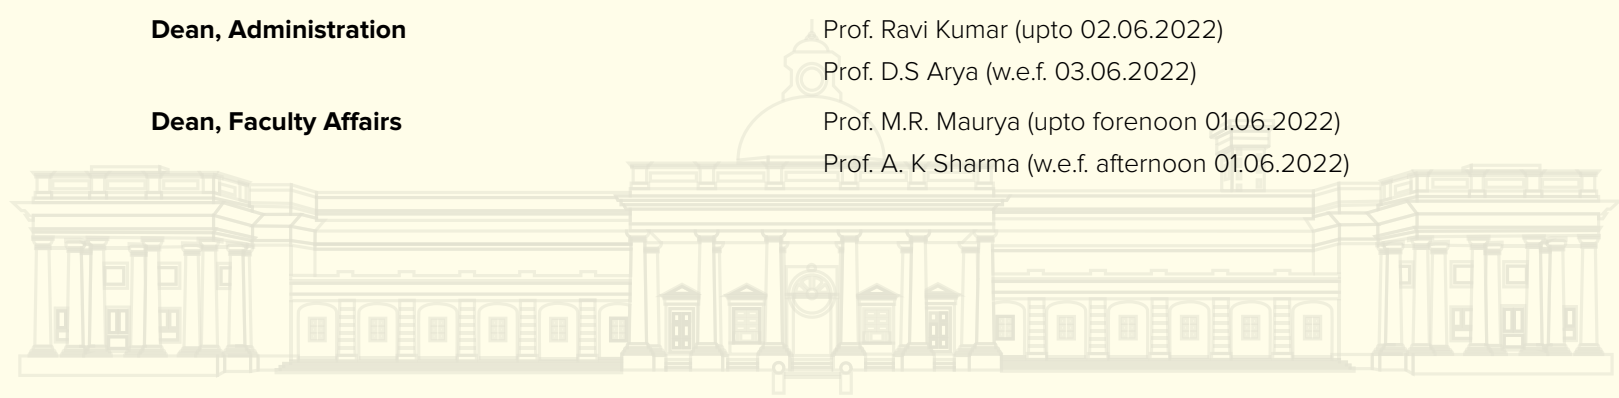 Dean, Administration Prof. Ravi Kumar (upto 02.06.2022)
Prof. D.S Arya (w.e.f. 03.06.2022)
Dean, Faculty Affairs Prof. M.R. Maurya (upto forenoon 01.06.2022)
Prof. A. K Sharma (w.e.f. afternoon 01.06.2022)